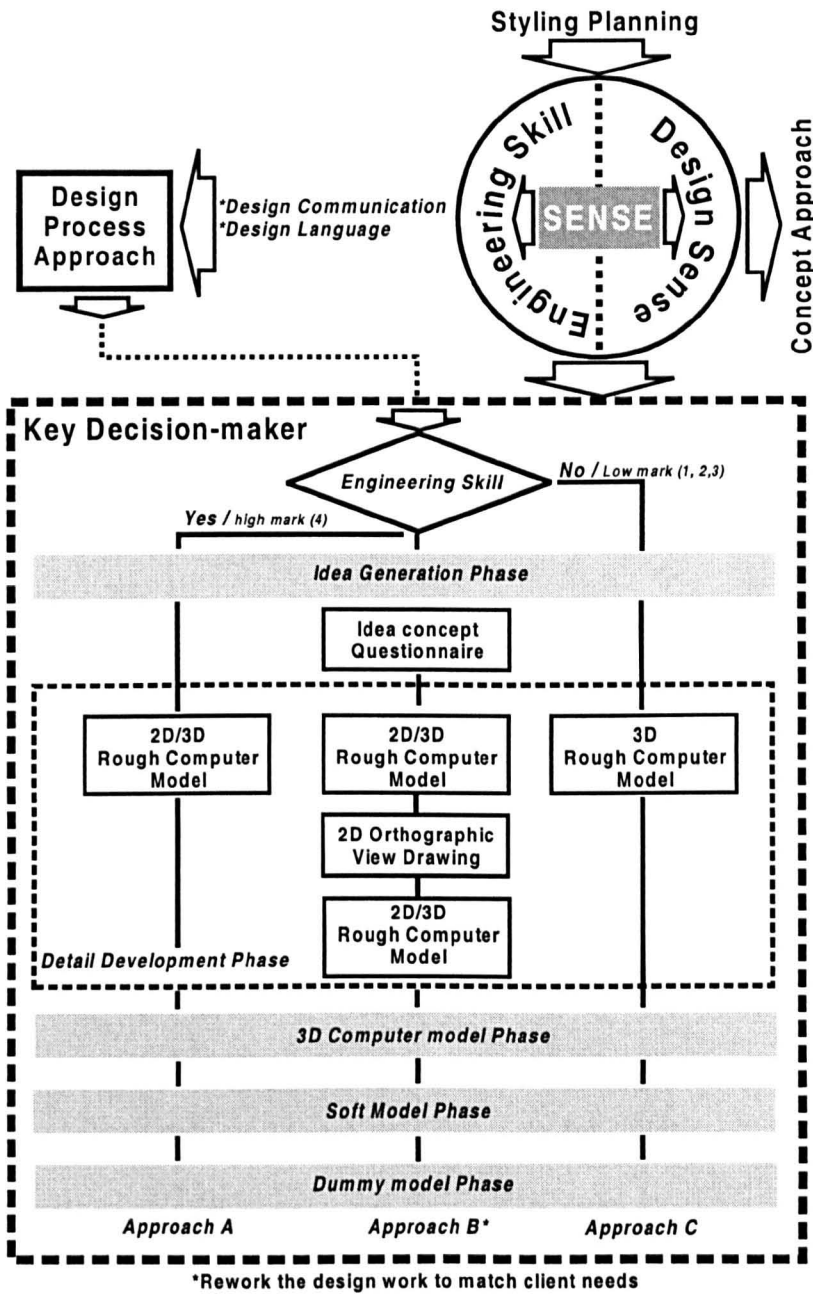 Styling Planning
Engineering Skill
Design Sense
SENSE
Concept Approach
Design
Process
Approach
*Design Communication
*Design Language
Key Decision-maker
Engineering Skill
No / Low mark (1, 2,3)
Yes / high mark (4)
Idea Generation Phase
Idea concept
Questionnaire
2D/3D
Rough Computer
Model
2D/3D
Rough Computer
Model
3D
Rough Computer
Model
2D Orthographic
View Drawing
2D/3D
Rough Computer
Model
Detail Development Phase
3D Computer model Phase
Soft Model Phase
Dummy model Phase
Approach A
Approach B*
Approach C
*Rework the design work to match client needs